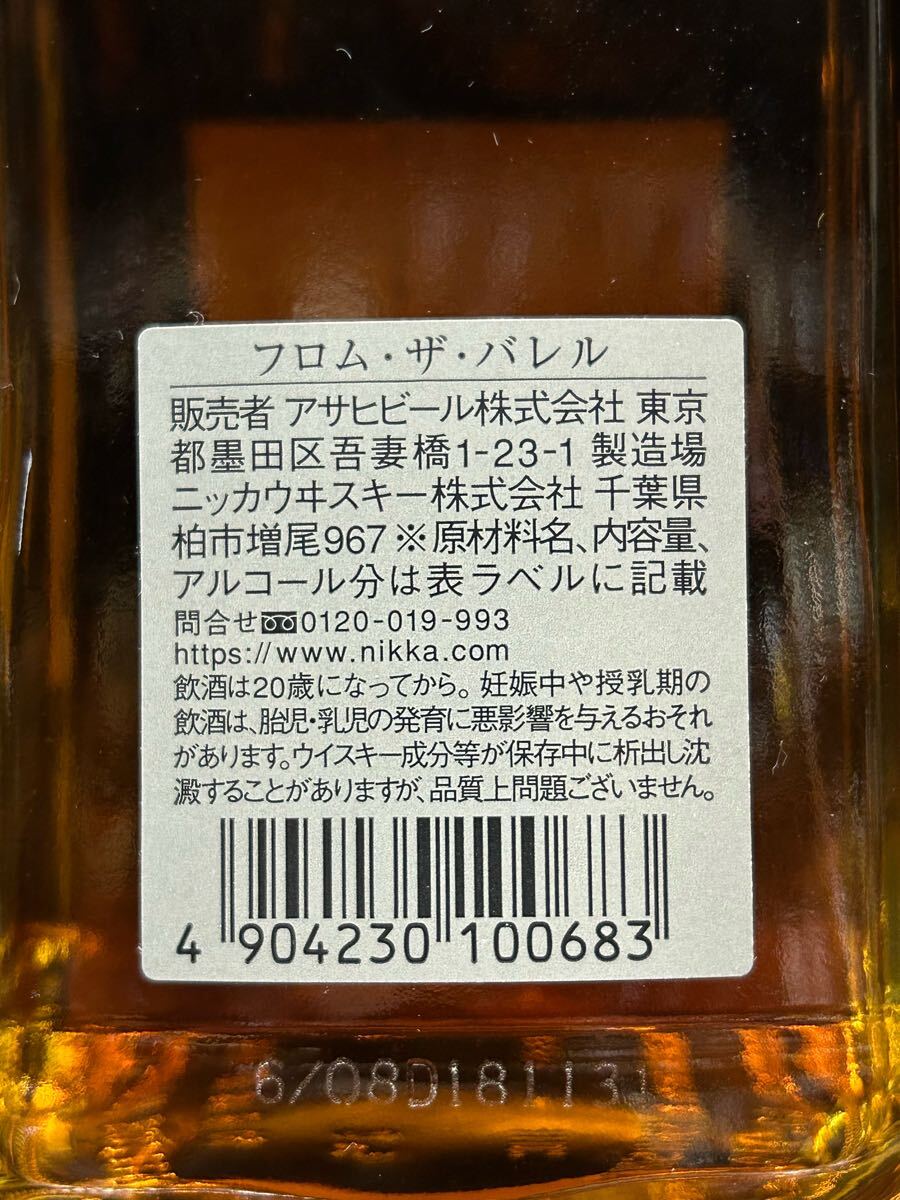 フロム・ザ・バレル
販売者 アサヒビール株式会社 東京
都墨田区吾妻橋1-23-1 製造場
ニッカウヰスキー株式会社 千葉県
柏市増尾967 ※原材料名、内容量、
アルコール分は表ラベルに記載
問合せ 0120-019-993
https://www.nikka.com
飲酒は20歳になってから。妊娠中や授乳期の
飲酒は、胎児・乳児の発育に悪影響を与えるおそれ
があります。ウイスキー成分等が保存中に析出し沈
澱することがありますが、品質上問題ございません。
4 904230 100683
6/08D181131